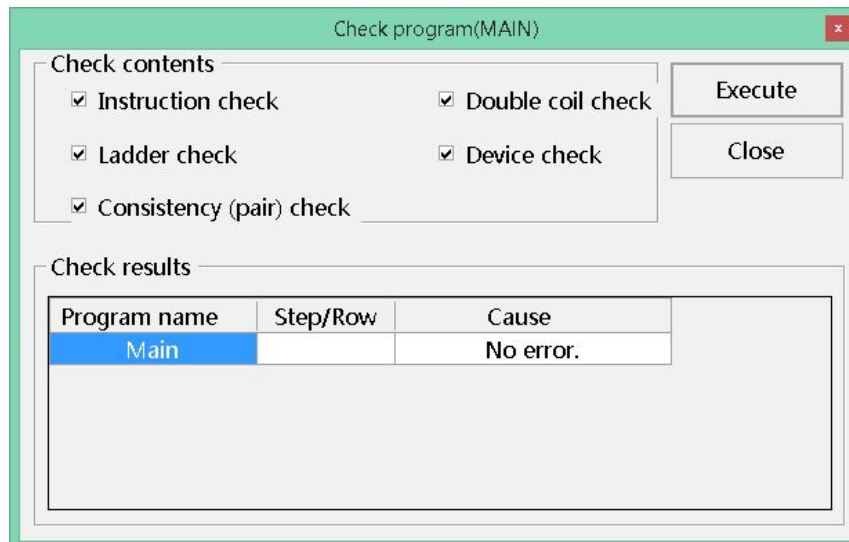 Check program(MAIN)
x
Check contents
Instruction check
Double coil check
Execute
Ladder check
Device check
Close
Consistency (pair) check
Check results
Program name Step/Row Cause
Main No error.